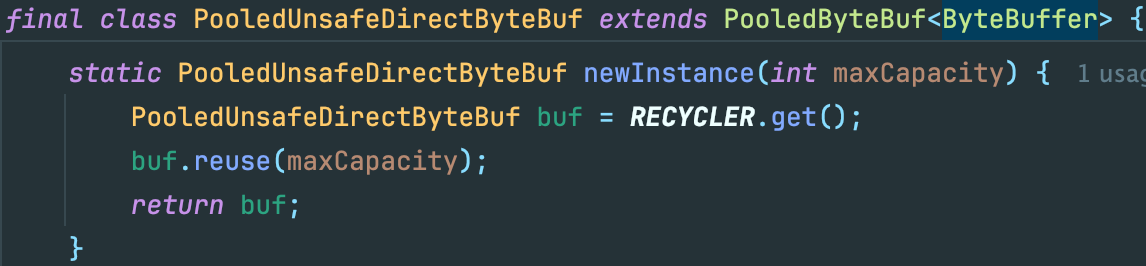 final class PooledUnsafeDirectByteBuf extends PooledByteBuf<ByteBuffer> {
static PooledUnsafeDirectByteBuf newInstance(int maxCapacity) { 1 usag
PooledUnsafeDirectByteBuf buf = RECYCLER.get();
buf.reuse(maxCapacity);
return buf;
}